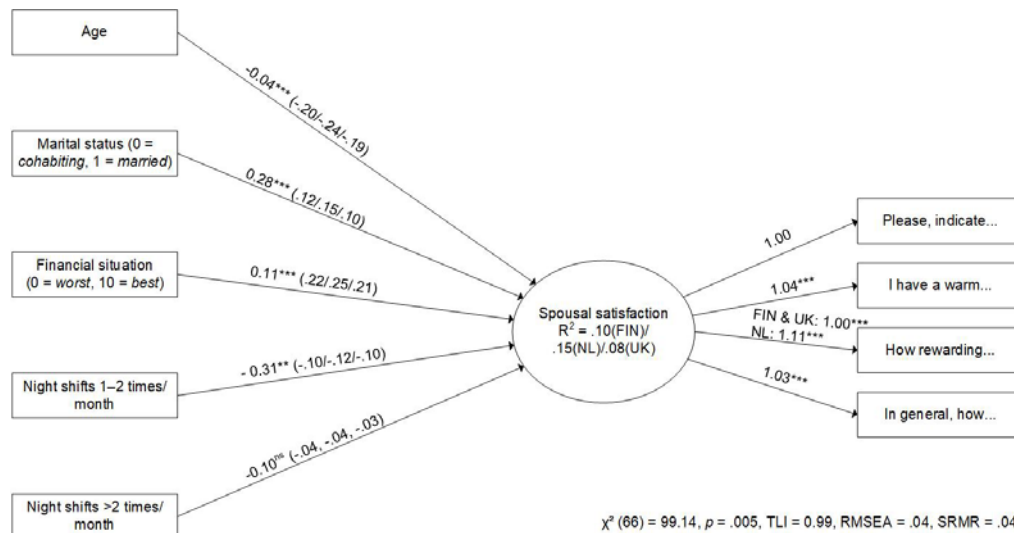 Age
-0.04*** (-.20/-.24/-.19)
Marital status (0 =
cohabiting, 1 = married)
0.28*** (.12/.15/.10)
Financial situation
(0 = worst, 10 = best)
0.11*** (.22/.25/.21)
Night shifts 1–2 times/
month
- 0.31** (-.10/-.12/-.10)
Night shifts >2 times/
month
-0.10ns (-.04, -.04, -.03)
Spousal satisfaction
R² = .10(FIN)/
.15(NL)/.08(UK)
1.00
Please, indicate...
1.04***
I have a warm...
FIN & UK: 1.00***
NL: 1.11***
How rewarding...
1.03***
In general, how...
χ² (66) = 99.14, p = .005, TLI = 0.99, RMSEA = .04, SRMR = .04